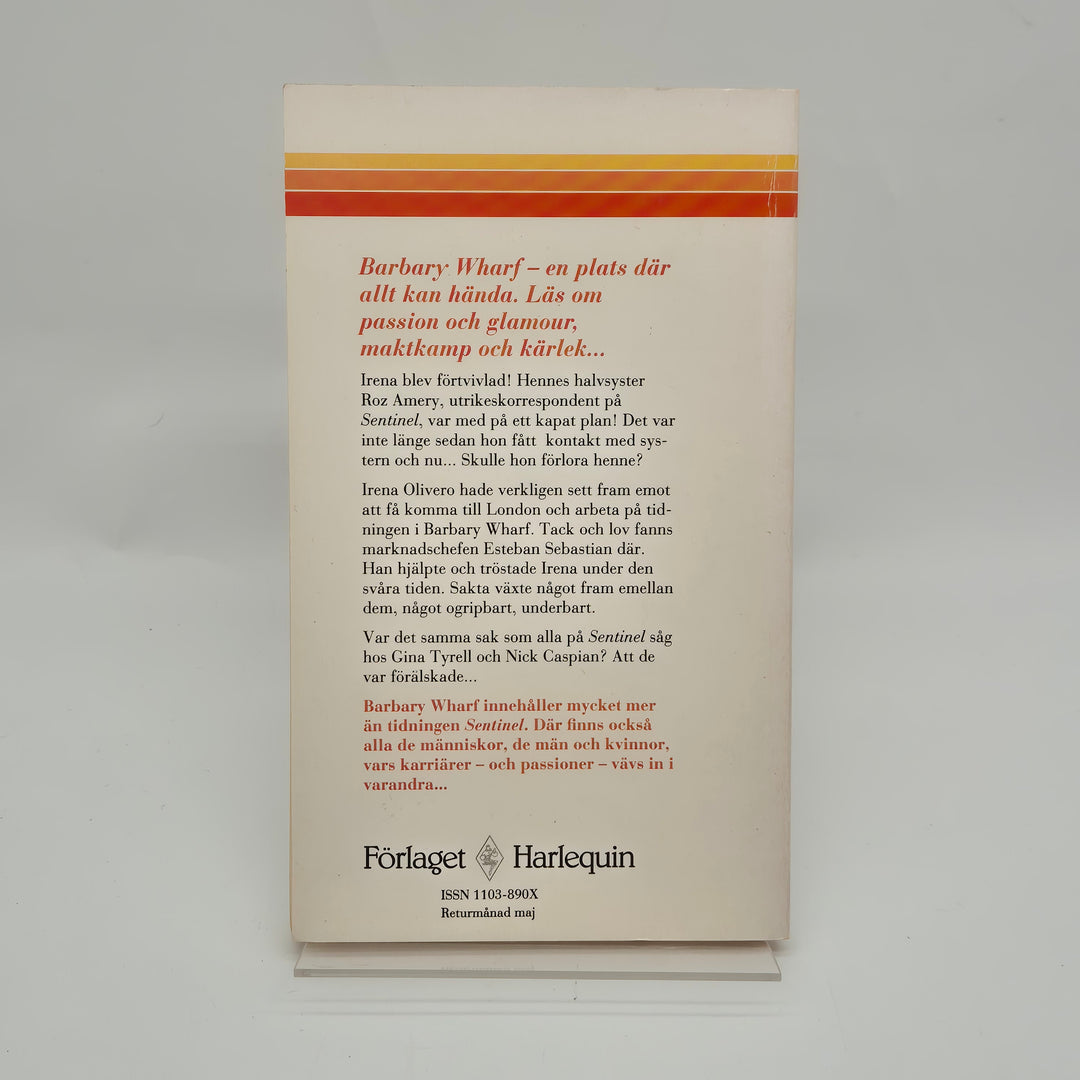 Barbary Wharf – en plats där
allt kan hända. Läs om
passion och glamour,
maktkamp och kärlek...
Irena blev förtvivlad! Hennes halvsyster
Roz Amery, utrikeskorrespondent på
Sentinel, var med på ett kapat plan! Det var
inte länge sedan hon fått kontakt med sys-
tern och nu... Skulle hon förlora henne?
Irena Olivero hade verkligen sett fram emot
att få komma till London och arbeta på tid-
ningen i Barbary Wharf. Tack och lov fanns
marknadschefen Esteban Sebastian där.
Han hjälpte och tröstade Irena under den
svåra tiden. Sakta växte något fram emellan
dem, något ogripbart, underbart.
Var det samma sak som alla på Sentinel såg
hos Gina Tyrell och Nick Caspian? Att de
var förälskade...
Barbary Wharf innehåller mycket mer
än tidningen Sentinel. Där finns också
alla de människor, de män och kvinnor,
vars karriärer – och passioner – vävs in i
varandra...
Förlaget Harlequin
ISSN 1103-890X
Returmånad maj